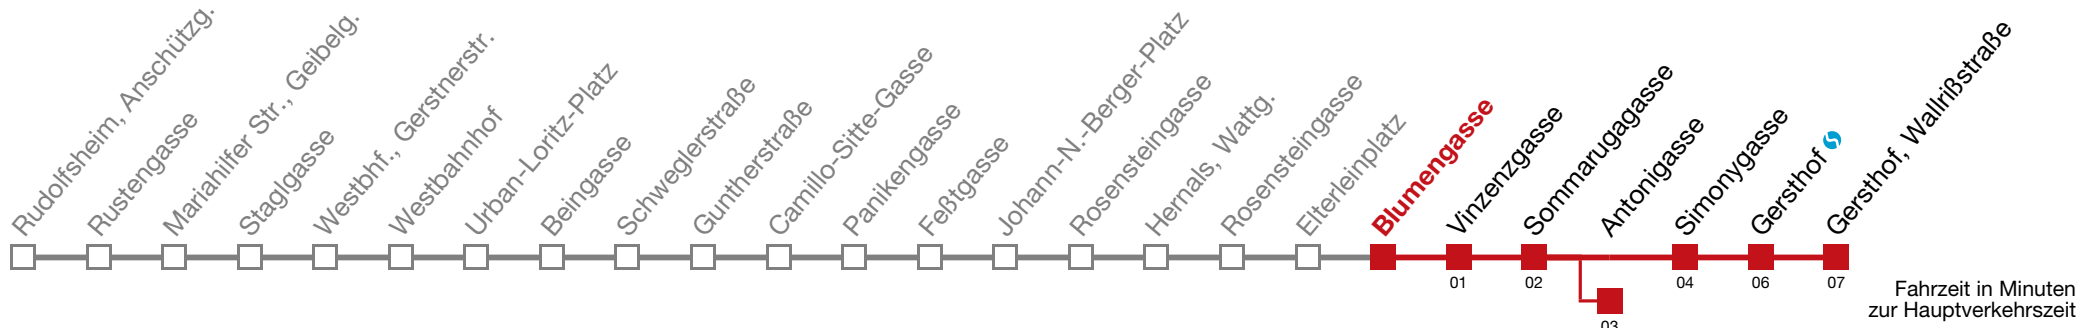 Rudolfsheim, Anschützg.
Rustengasse
Mariahilfer Str., Geibelg.
Staglgasse
Westbhf., Gerstnerstr.
Westbahnhof
Urban-Loritz-Platz
Beingasse
Schweglerstraße
Guntherstraße
Camillo-Sitte-Gasse
Panikengasse
Feßtgasse
Johann-N.-Berger-Platz
Rosensteingasse
Hernals, Wattg.
Rosensteingasse
Elterleinplatz
Blumengasse
Vinzenzgasse
Sommarugagasse
Antonigasse
Simonygasse
Gersthof
Gersthof, Wallrißstraße
01
02
03
04
06
07
Fahrzeit in Minuten
zur Hauptverkehrszeit